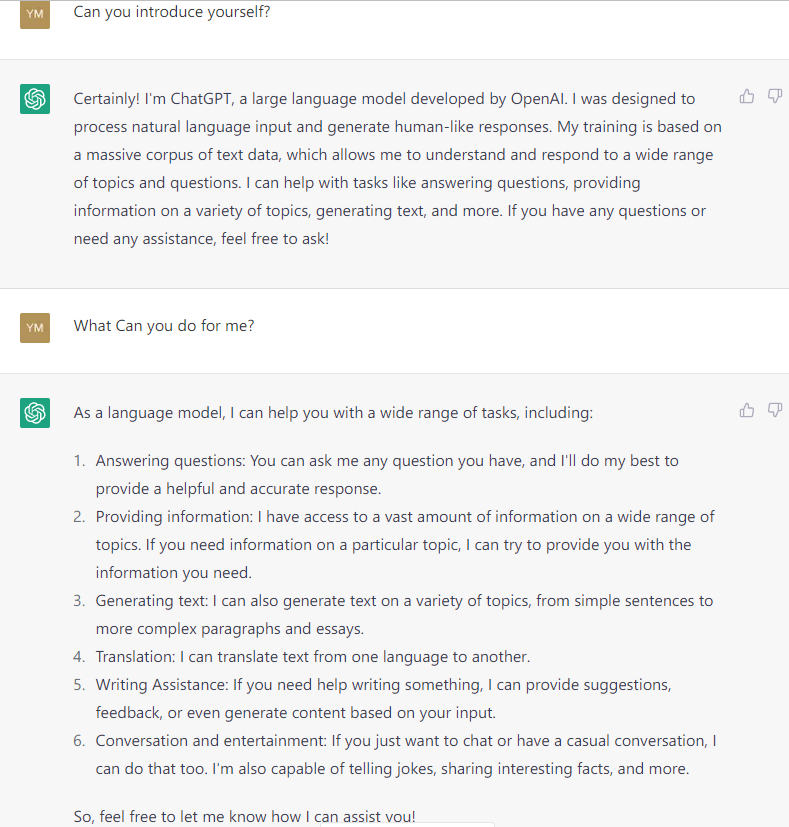 YM
Can you introduce yourself?
Certainly! I'm ChatGPT, a large language model developed by OpenAI. I was designed to
process natural language input and generate human-like responses. My training is based on
a massive corpus of text data, which allows me to understand and respond to a wide range
of topics and questions. I can help with tasks like answering questions, providing
information on a variety of topics, generating text, and more. If you have any questions or
need any assistance, feel free to ask!
YM
What Can you do for me?
As a language model, I can help you with a wide range of tasks, including:
1. Answering questions: You can ask me any question you have, and I'll do my best to
provide a helpful and accurate response.
2. Providing information: I have access to a vast amount of information on a wide range of
topics. If you need information on a particular topic, I can try to provide you with the
information you need.
3. Generating text: I can also generate text on a variety of topics, from simple sentences to
more complex paragraphs and essays.
4. Translation: I can translate text from one language to another.
5. Writing Assistance: If you need help writing something, I can provide suggestions,
feedback, or even generate content based on your input.
6. Conversation and entertainment: If you just want to chat or have a casual conversation, I
can do that too. I'm also capable of telling jokes, sharing interesting facts, and more.
So, feel free to let me know how I can assist you!